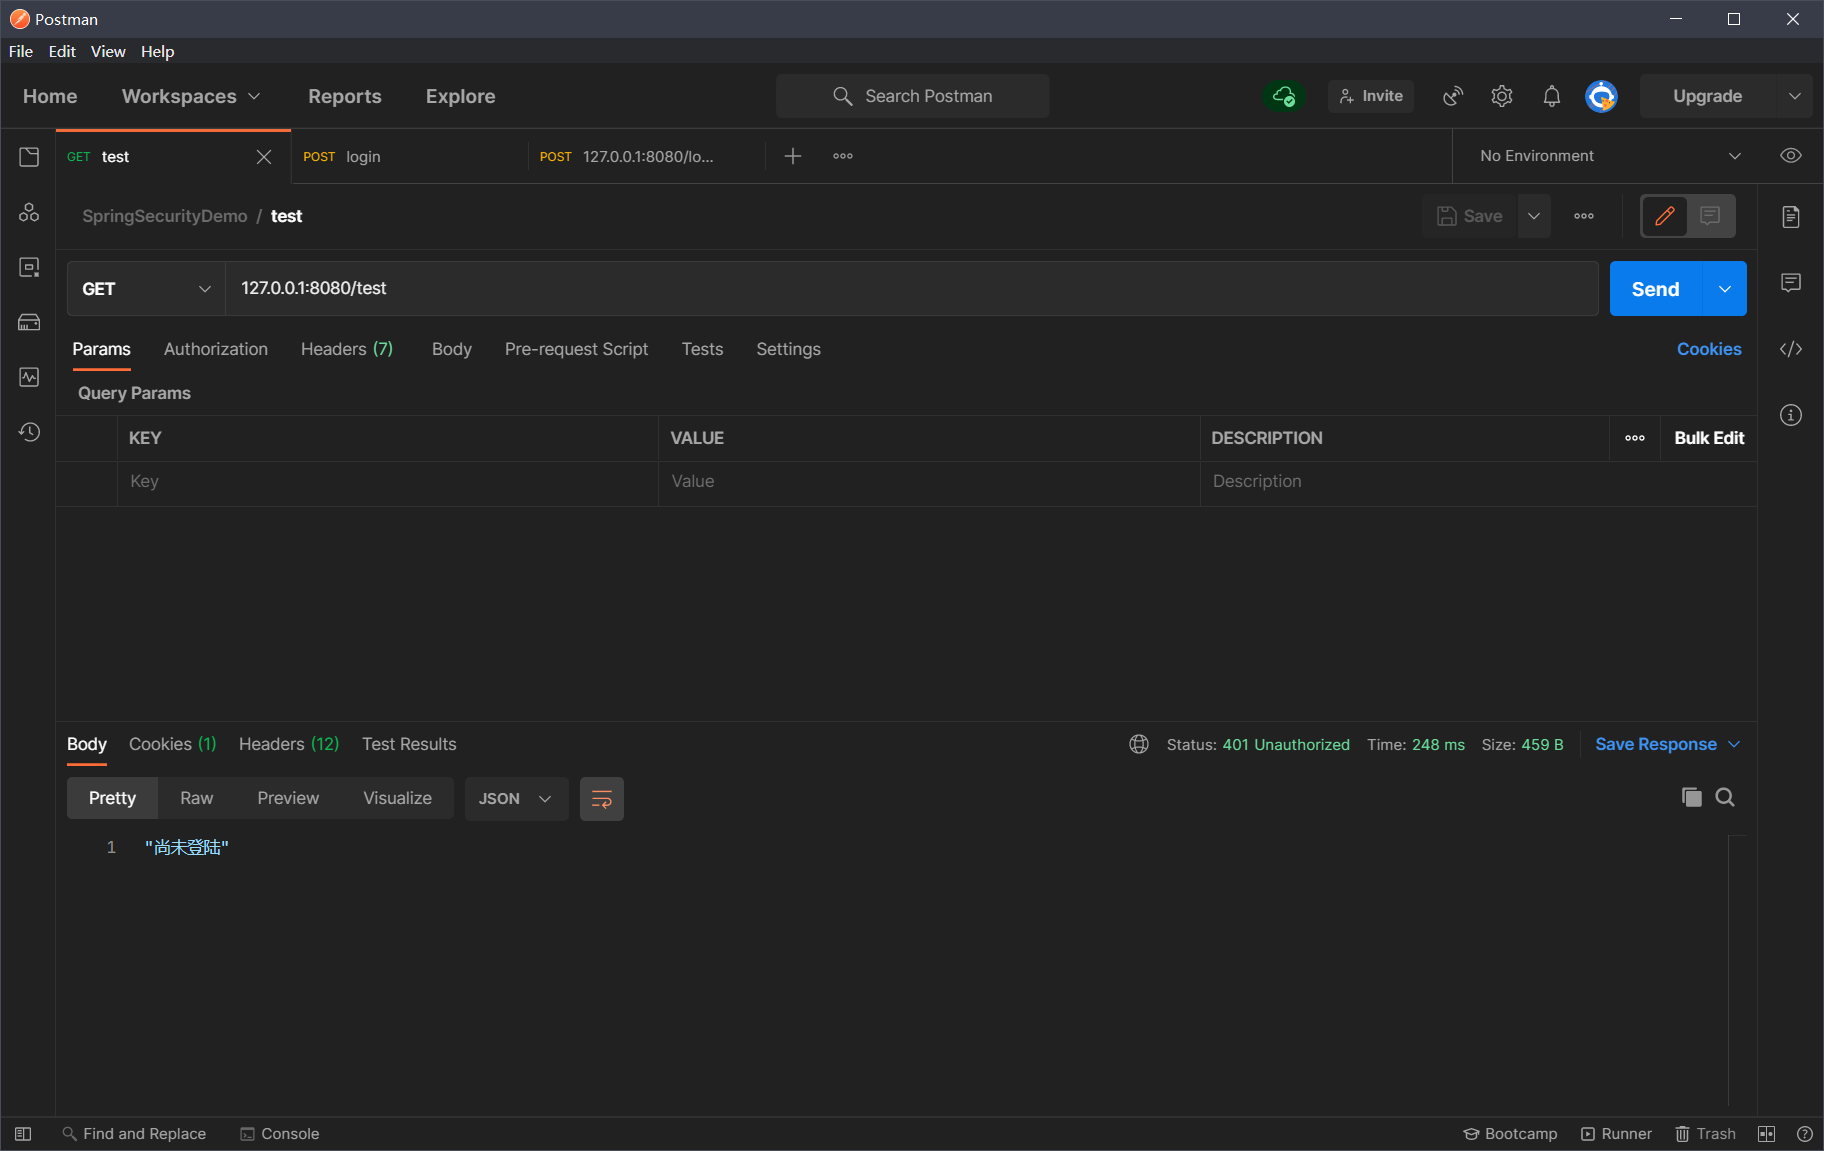 Postman
File Edit View Help
Home Workspaces Reports Explore Search Postman Invite Upgrade
GET test POST login POST 127.0.0.1:8080/lo... No Environment
SpringSecurityDemo / test Save
GET 127.0.0.1:8080/test Send
Params Authorization Headers (7) Body Pre-request Script Tests Settings Cookies
Query Params
KEY VALUE DESCRIPTION Bulk Edit
Key Value Description
Body Cookies (1) Headers (12) Test Results Status: 401 Unauthorized Time: 248 ms Size: 459 B Save Response
Pretty Raw Preview Visualize JSON
1 "尚未登陆"
Find and Replace Console Bootcamp Runner Trash